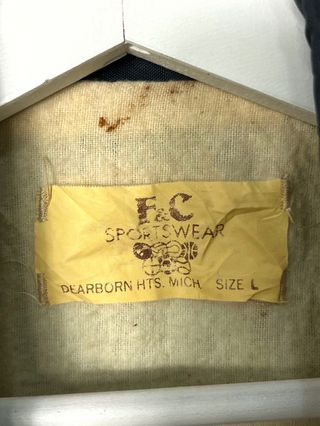 F&C
SPORTSWEAR
DEARBORN HTS. MICH. SIZE L